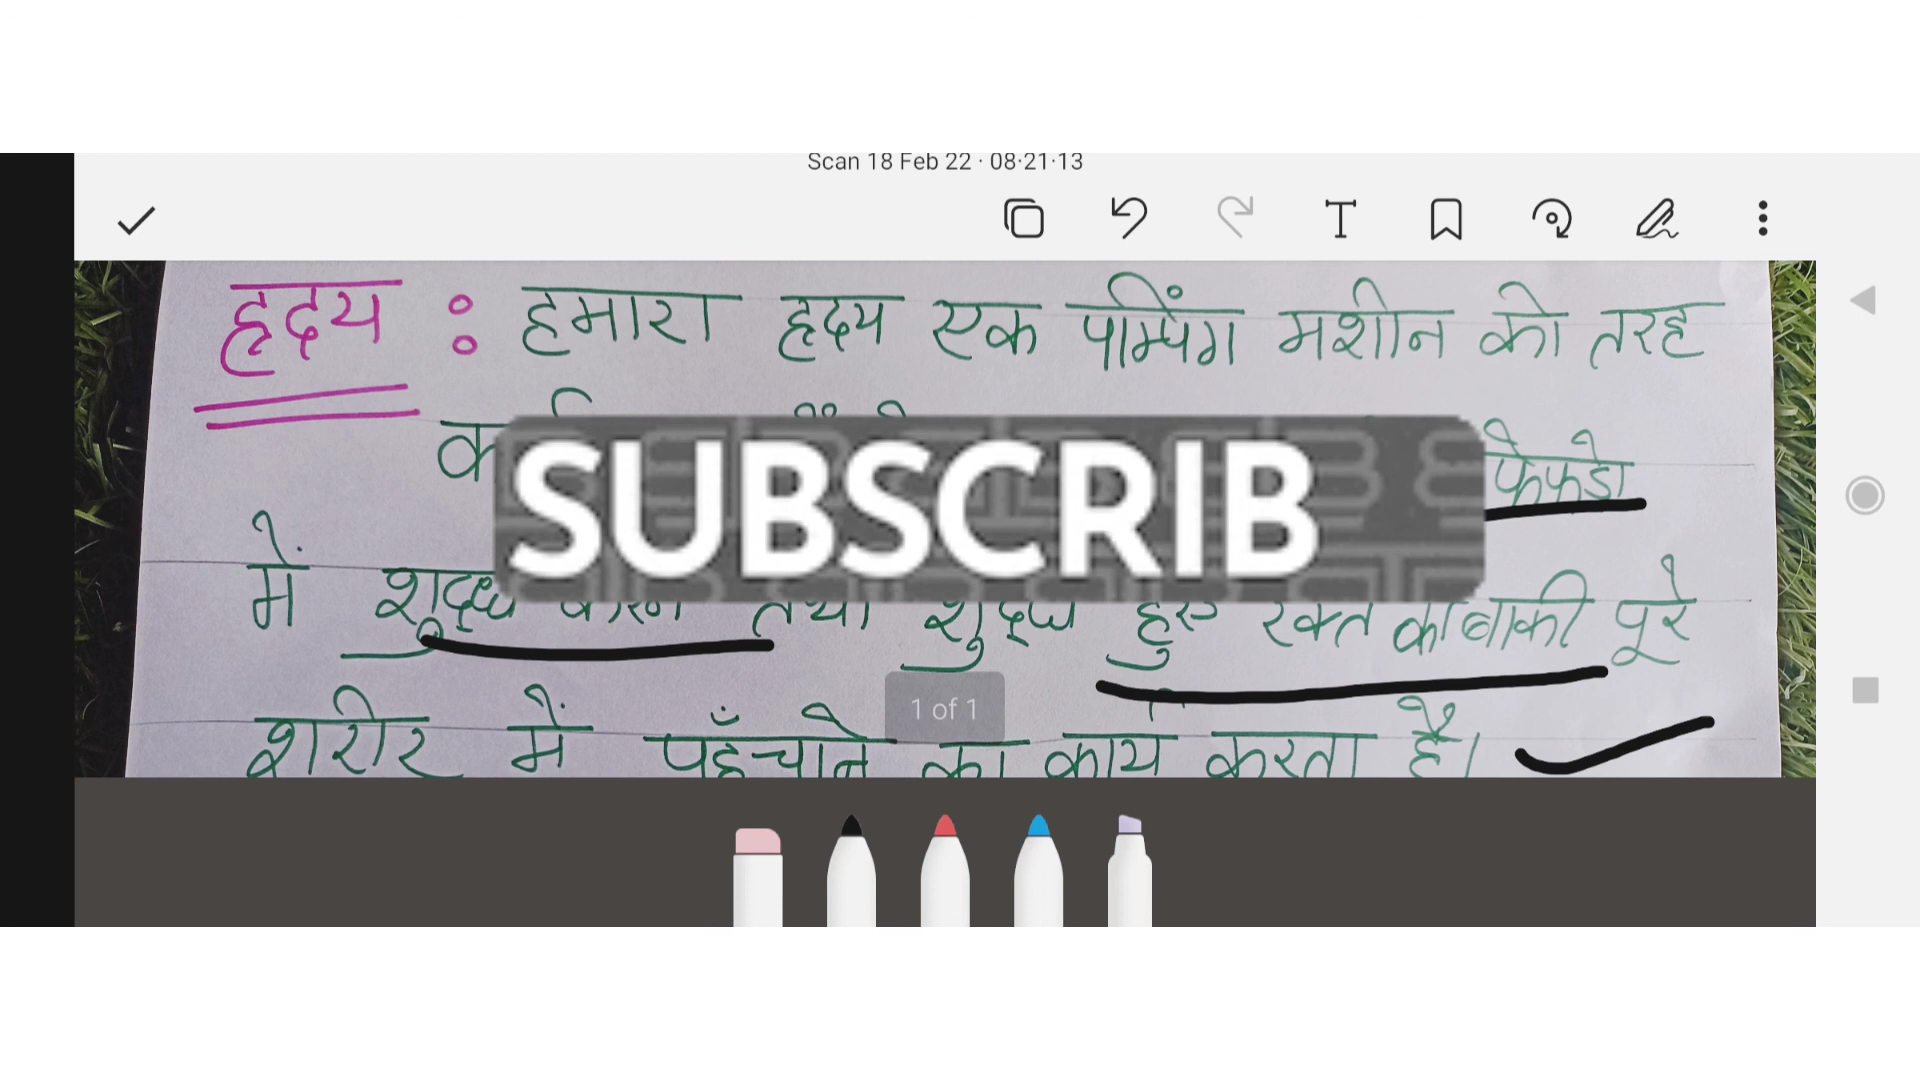 Scan 18 Feb 22 · 08:21:13
हृदय : हमारा हृदय एक पम्पिंग मशीन की तरह
SUBSCRIB
फेफडो
में शुद्ध करने तथा शुद्ध हुए रक्त को बाकी पूरे
1 of 1
शरीर में पहुँचाने का कार्य करता है।